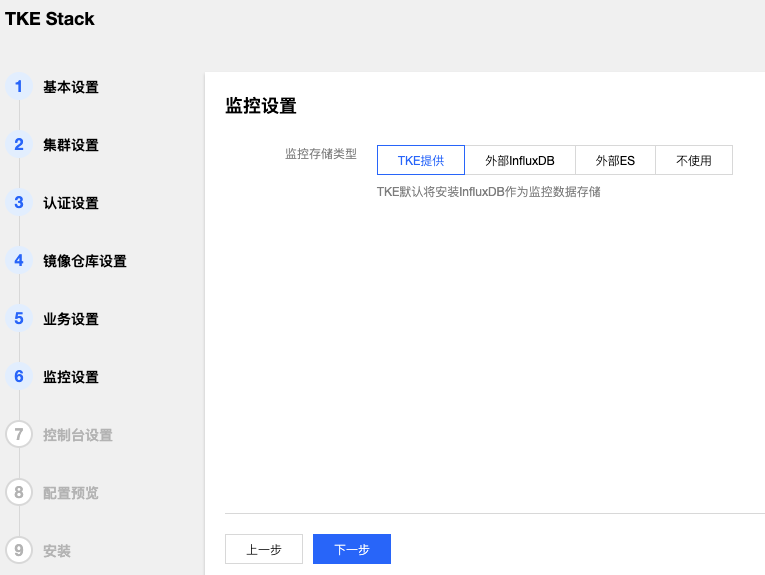 TKE Stack
1 基本设置
2 集群设置
3 认证设置
4 镜像仓库设置
5 业务设置
6 监控设置
7 控制台设置
8 配置预览
9 安装
监控设置
监控存储类型 TKE提供 外部InfluxDB 外部ES 不使用
TKE默认将安装InfluxDB作为监控数据存储
上一步 下一步